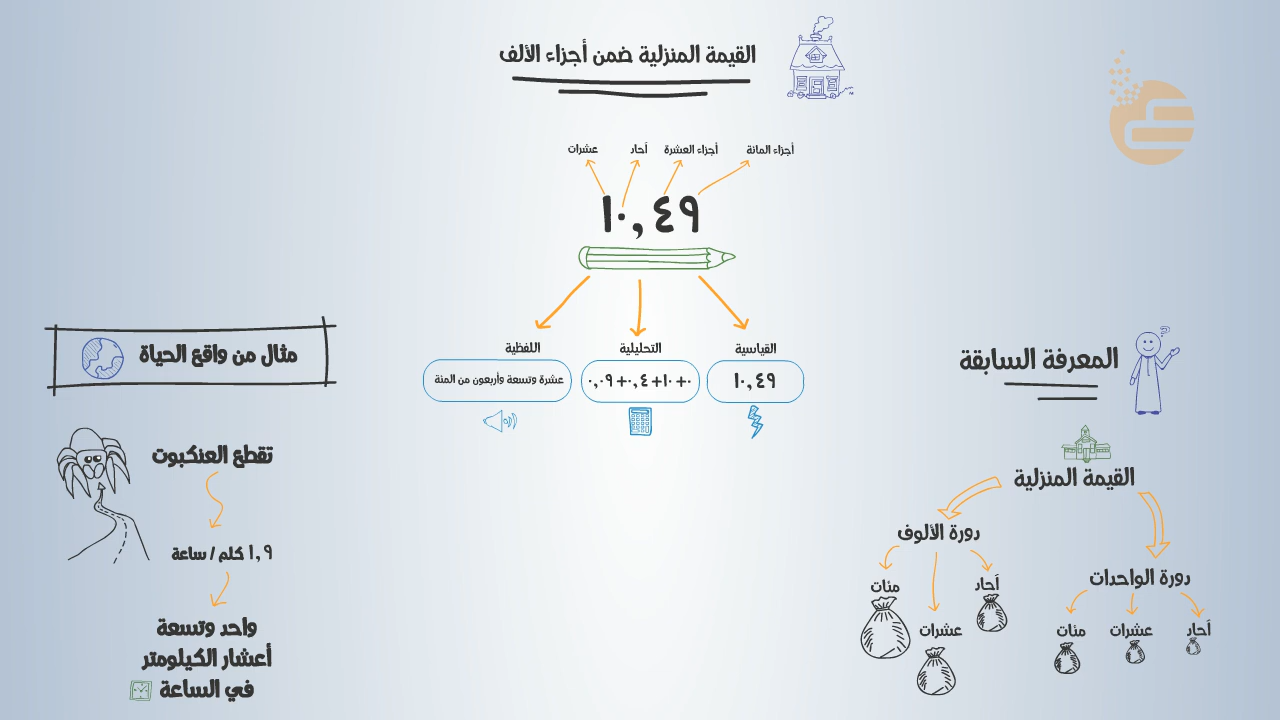 القيمة المنزلية ضمن أجزاء الألف
عشرات آحاد أجزاء العشرة أجزاء المائة
١٠,٤٩
القياسية
١٠,٤٩
التحليلية
٠+١٠+٠,٤+٠,٠٩
اللفظية
عشرة وتسعة وأربعون من المئة
المعرفة السابقة
القيمة المنزلية
دورة الواحدات
آحاد
عشرات
مئات
دورة الألوف
آحاد
عشرات
مئات
مثال من واقع الحياة
تقطع العنكبوت
١,٩ كلم / ساعة
واحد وتسعة
أعشار الكيلومتر
في الساعة